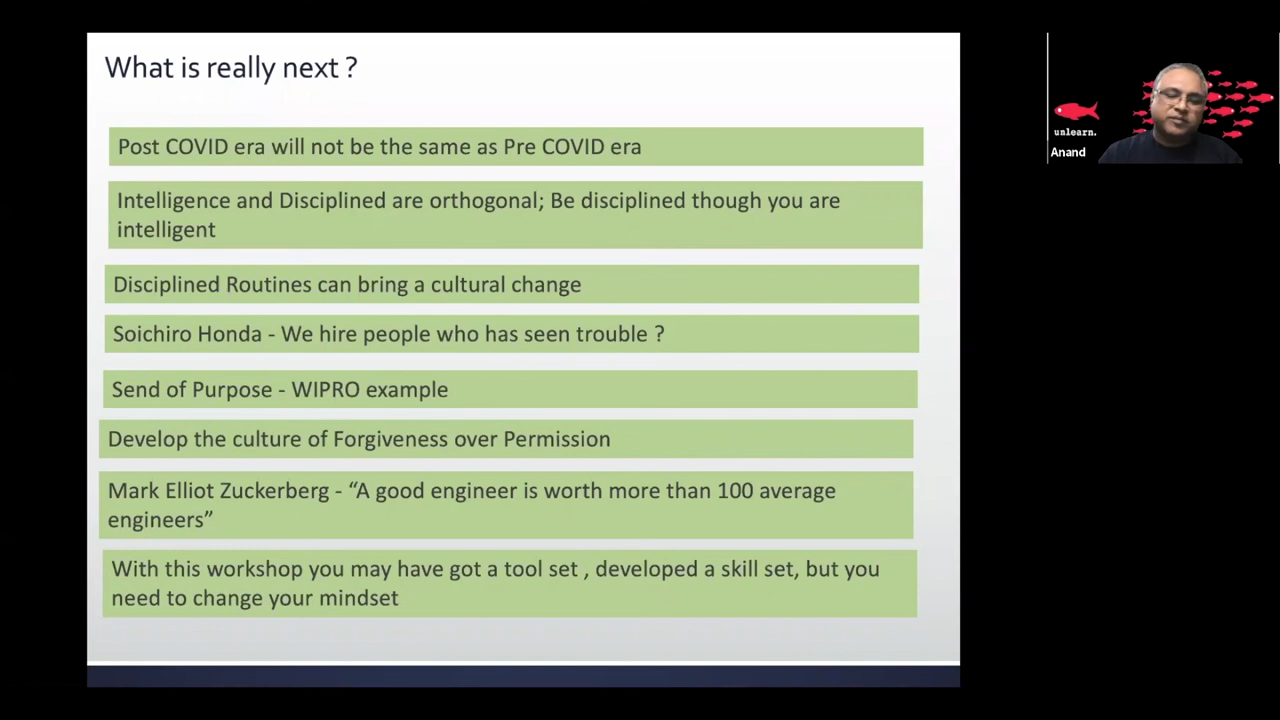 What is really next ?
Post COVID era will not be the same as Pre COVID era
Intelligence and Disciplined are orthogonal; Be disciplined though you are
intelligent
Disciplined Routines can bring a cultural change
Soichiro Honda - We hire people who has seen trouble ?
Send of Purpose - WIPRO example
Develop the culture of Forgiveness over Permission
Mark Elliot Zuckerberg - “A good engineer is worth more than 100 average
engineers”
With this workshop you may have got a tool set , developed a skill set, but you
need to change your mindset
unlearn.
Anand